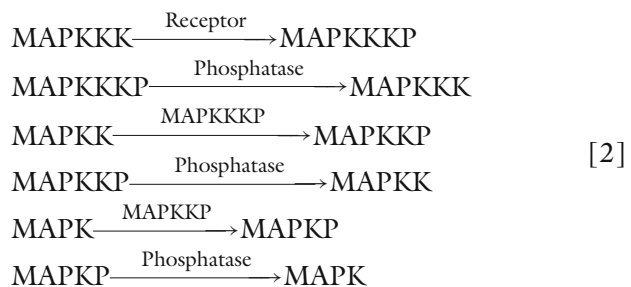 Receptor
MAPKKK⟶MAPKKKP
Phosphatase
MAPKKKP⟶MAPKKK
MAPKKKP
MAPKK⟶MAPKKP
[2]
Phosphatase
MAPKKP⟶MAPKK
MAPKKP
MAPK⟶MAPKP
Phosphatase
MAPKP⟶MAPK